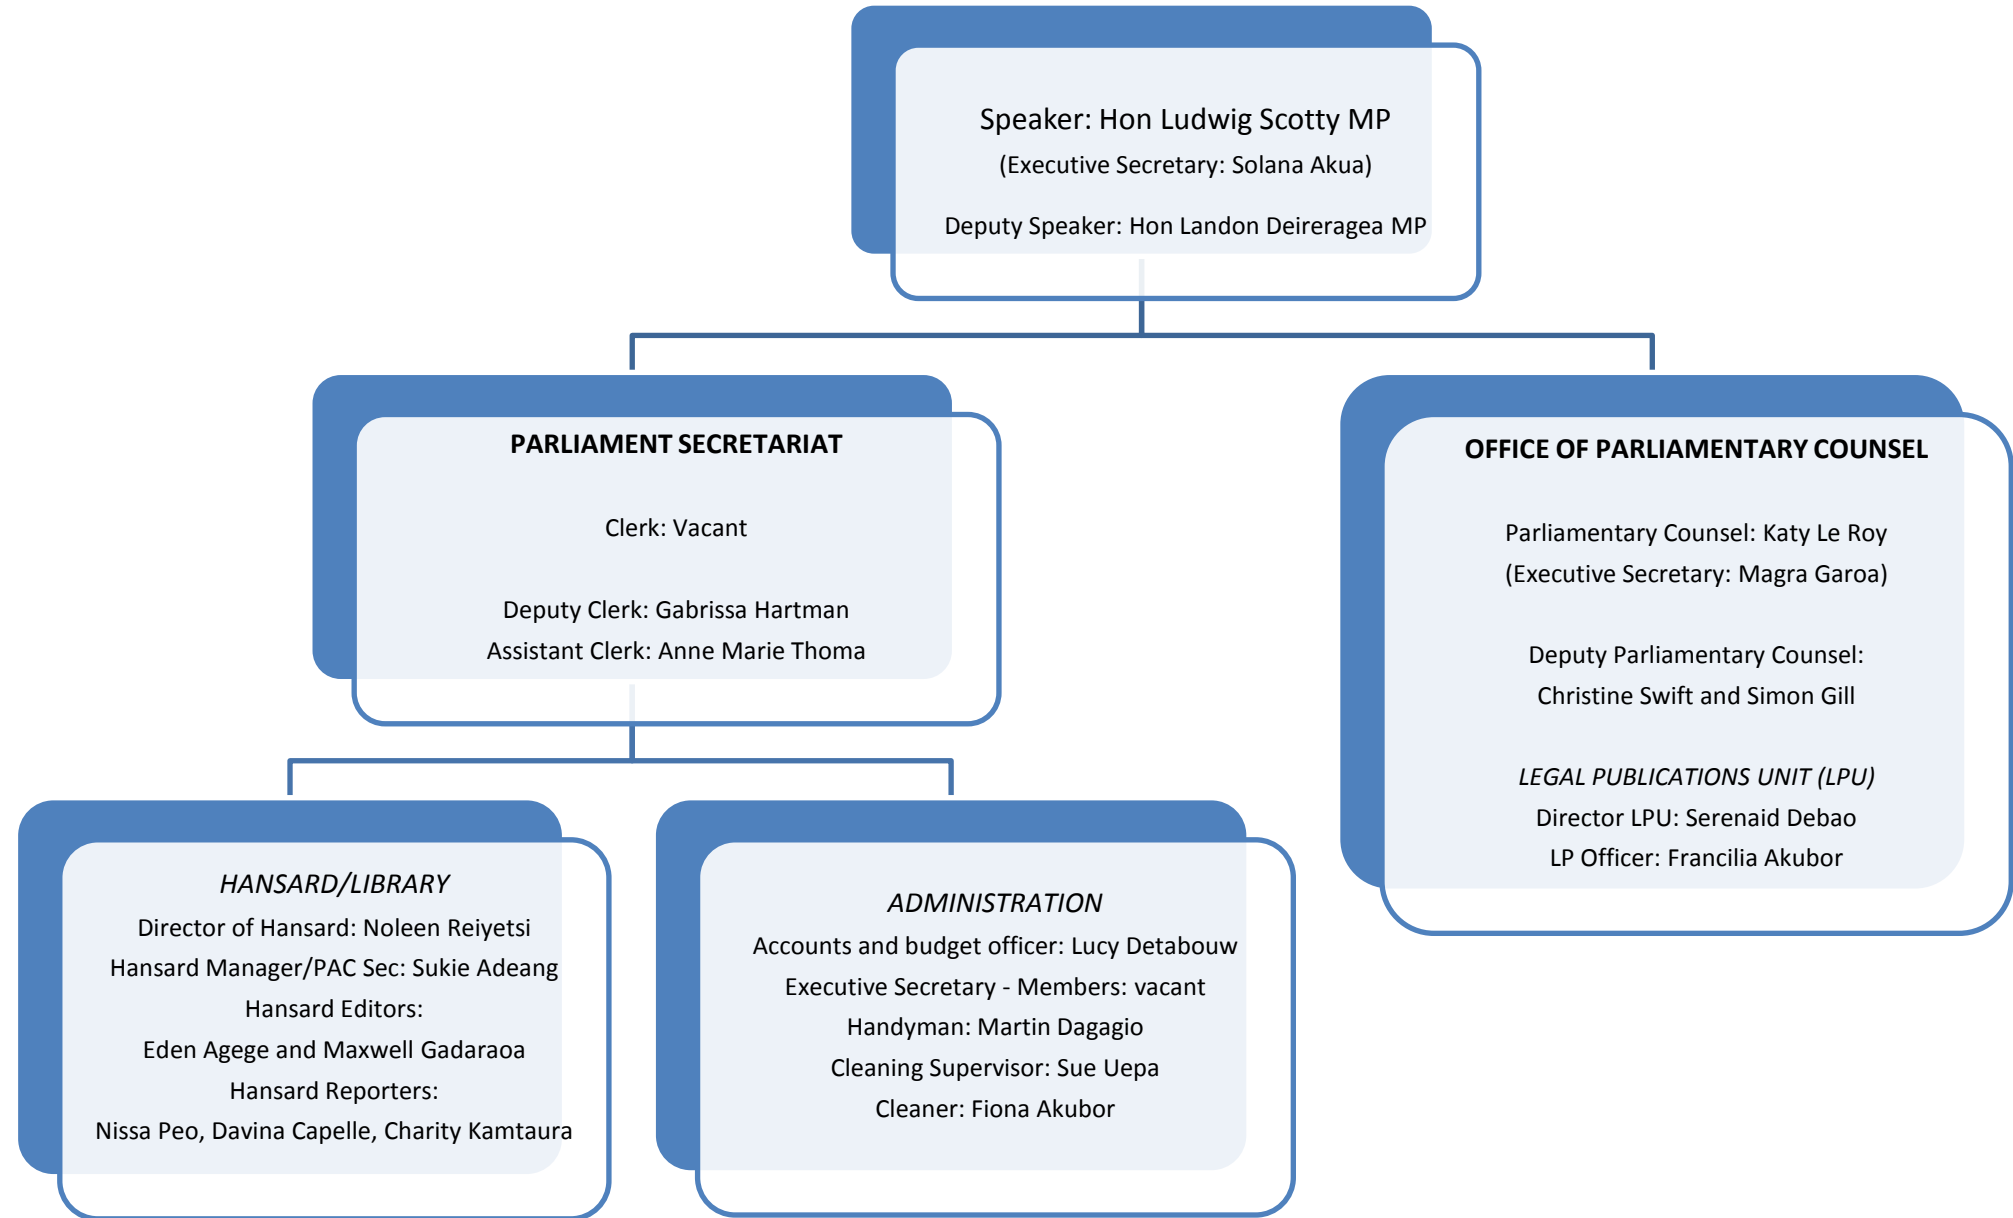 Speaker: Hon Ludwig Scotty MP
(Executive Secretary: Solana Akua)
Deputy Speaker: Hon Landon Deireragea MP
PARLIAMENT SECRETARIAT
Clerk: Vacant
Deputy Clerk: Gabrissa Hartman
Assistant Clerk: Anne Marie Thoma
OFFICE OF PARLIAMENTARY COUNSEL
Parliamentary Counsel: Katy Le Roy
(Executive Secretary: Magra Garoa)
Deputy Parliamentary Counsel:
Christine Swift and Simon Gill
LEGAL PUBLICATIONS UNIT (LPU)
Director LPU: Serenaid Debao
LP Officer: Francilia Akubor
HANSARD/LIBRARY
Director of Hansard: Noleen Reiyetsi
Hansard Manager/PAC Sec: Sukie Adeang
Hansard Editors:
Eden Agege and Maxwell Gadaraoa
Hansard Reporters:
Nissa Peo, Davina Capelle, Charity Kamtaura
ADMINISTRATION
Accounts and budget officer: Lucy Detabouw
Executive Secretary - Members: vacant
Handyman: Martin Dagagio
Cleaning Supervisor: Sue Uepa
Cleaner: Fiona Akubor